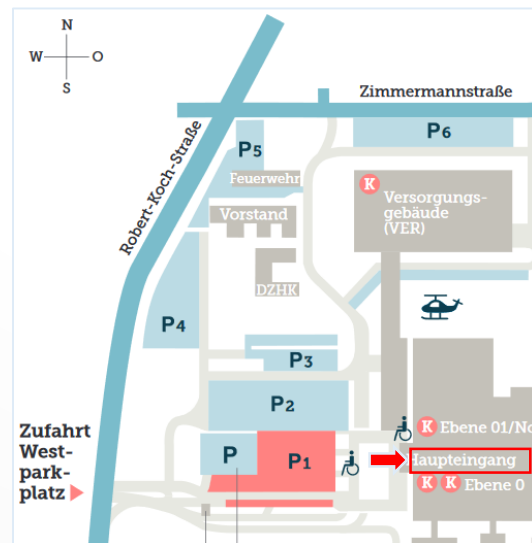 N
W
O
S
Zimmermannstraße
Robert-Koch-Straße
P5
P6
Feuerwehr
K
Versorgungs-
gebäude
(VER)
Vorstand
DZHK
P4
P3
P2
P
P1
K Ebene 01/No
Haupteingang
K K Ebene 0
Zufahrt
West-
park-
platz